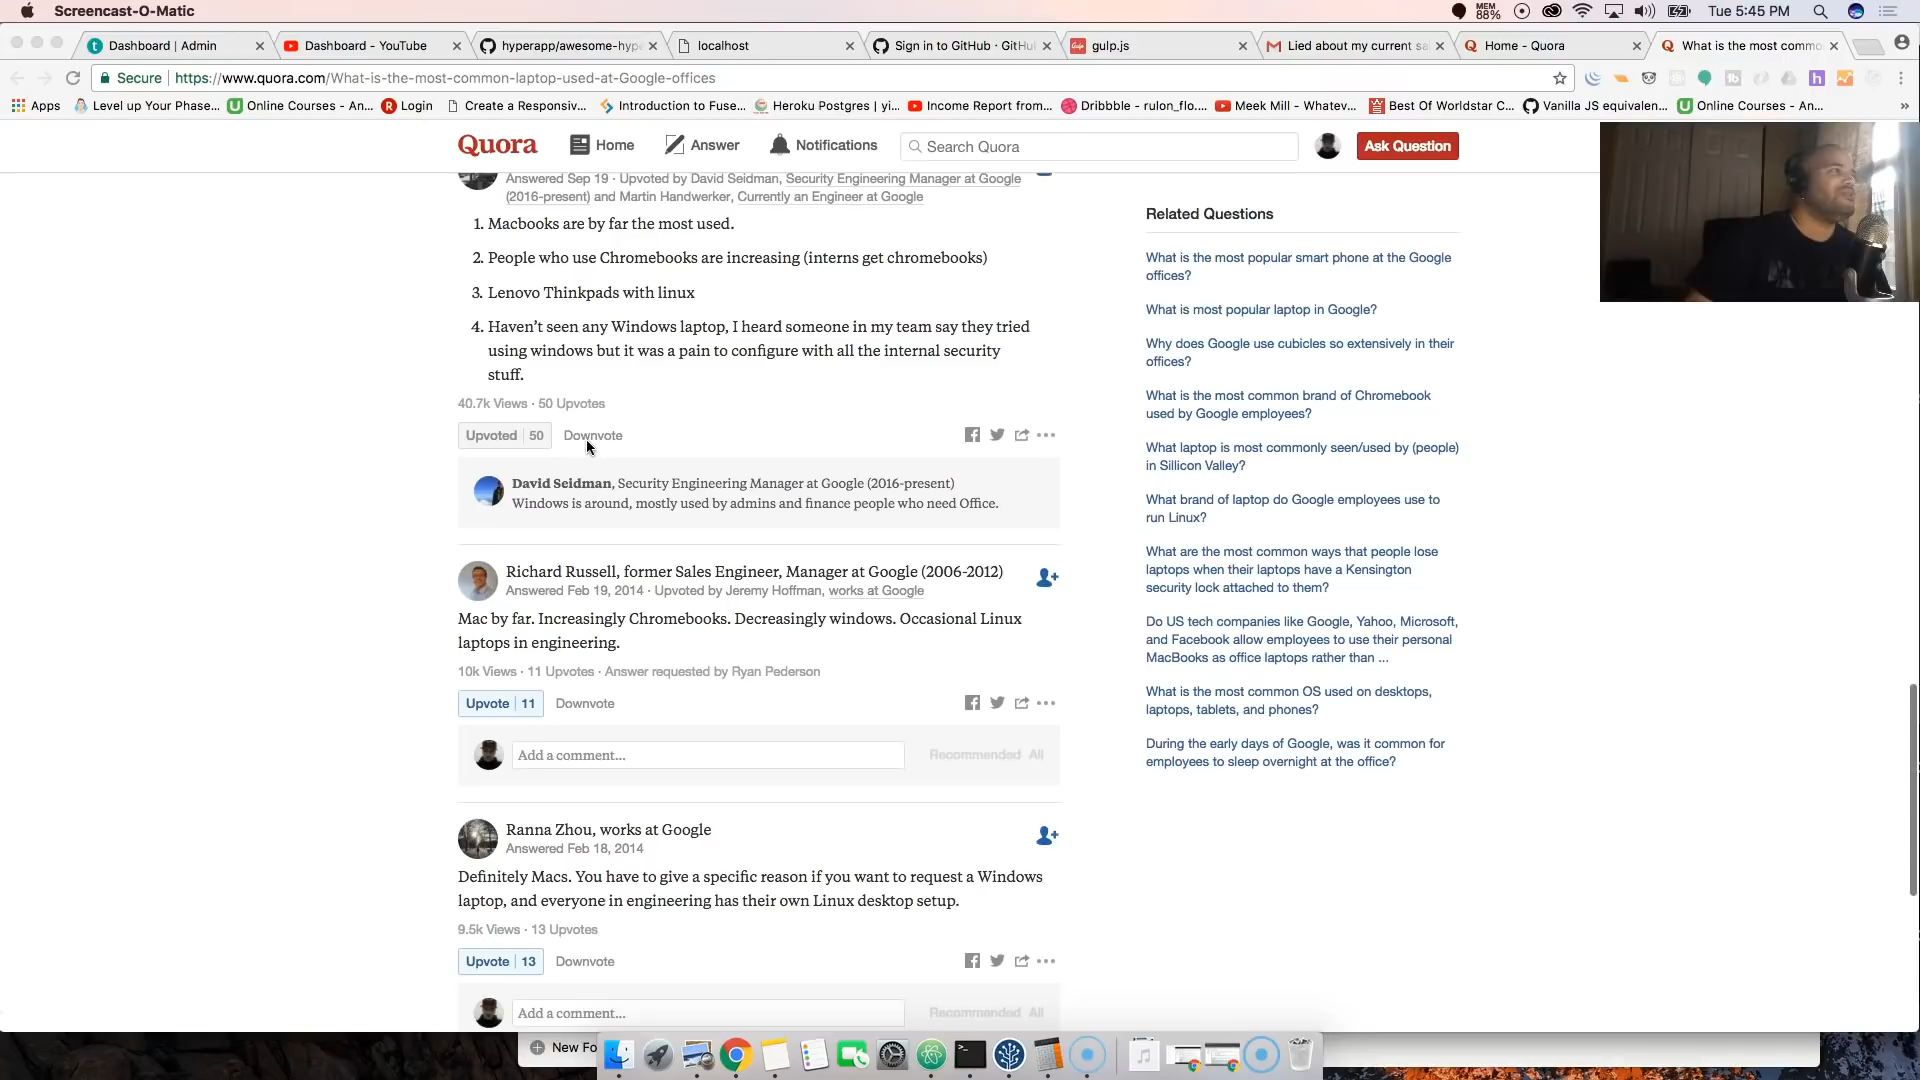 Screencast-O-Matic
MEM
88%
Tue 5:45 PM
Dashboard | Admin
Dashboard - YouTube
hyperapp/awesome-hype
localhost
Sign in to GitHub · GitHu
gulp.js
Lied about my current sa
Home - Quora
What is the most commo
Secure
https://www.quora.com/What-is-the-most-common-laptop-used-at-Google-offices
Apps
Level up Your Phase...
Online Courses - An...
Login
Create a Responsiv...
Introduction to Fuse...
Heroku Postgres | yi...
Income Report from...
Dribbble - rulon_flo....
Meek Mill - Whatev...
Best Of Worldstar C...
Vanilla JS equivalen...
Online Courses - An...
»
Quora
Home
Answer
Notifications
Search Quora
Ask Question
Answered Sep 19 · Upvoted by David Seidman, Security Engineering Manager at Google
(2016-present) and Martin Handwerker, Currently an Engineer at Google
1. Macbooks are by far the most used.
2. People who use Chromebooks are increasing (interns get chromebooks)
3. Lenovo Thinkpads with linux
4. Haven't seen any Windows laptop, I heard someone in my team say they tried
using windows but it was a pain to configure with all the internal security
stuff.
40.7k Views · 50 Upvotes
Upvoted | 50
Downvote
David Seidman, Security Engineering Manager at Google (2016-present)
Windows is around, mostly used by admins and finance people who need Office.
Richard Russell, former Sales Engineer, Manager at Google (2006-2012)
Answered Feb 19, 2014 · Upvoted by Jeremy Hoffman, works at Google
Mac by far. Increasingly Chromebooks. Decreasingly windows. Occasional Linux
laptops in engineering.
10k Views · 11 Upvotes · Answer requested by Ryan Pederson
Upvote | 11
Downvote
Add a comment...
Recommended All
Ranna Zhou, works at Google
Answered Feb 18, 2014
Definitely Macs. You have to give a specific reason if you want to request a Windows
laptop, and everyone in engineering has their own Linux desktop setup.
9.5k Views · 13 Upvotes
Upvote | 13
Downvote
Add a comment...
Recommended All
Related Questions
What is the most popular smart phone at the Google
offices?
What is most popular laptop in Google?
Why does Google use cubicles so extensively in their
offices?
What is the most common brand of Chromebook
used by Google employees?
What laptop is most commonly seen/used by (people)
in Sillicon Valley?
What brand of laptop do Google employees use to
run Linux?
What are the most common ways that people lose
laptops when their laptops have a Kensington
security lock attached to them?
Do US tech companies like Google, Yahoo, Microsoft,
and Facebook allow employees to use their personal
MacBooks as office laptops rather than ...
What is the most common OS used on desktops,
laptops, tablets, and phones?
During the early days of Google, was it common for
employees to sleep overnight at the office?
New Fo